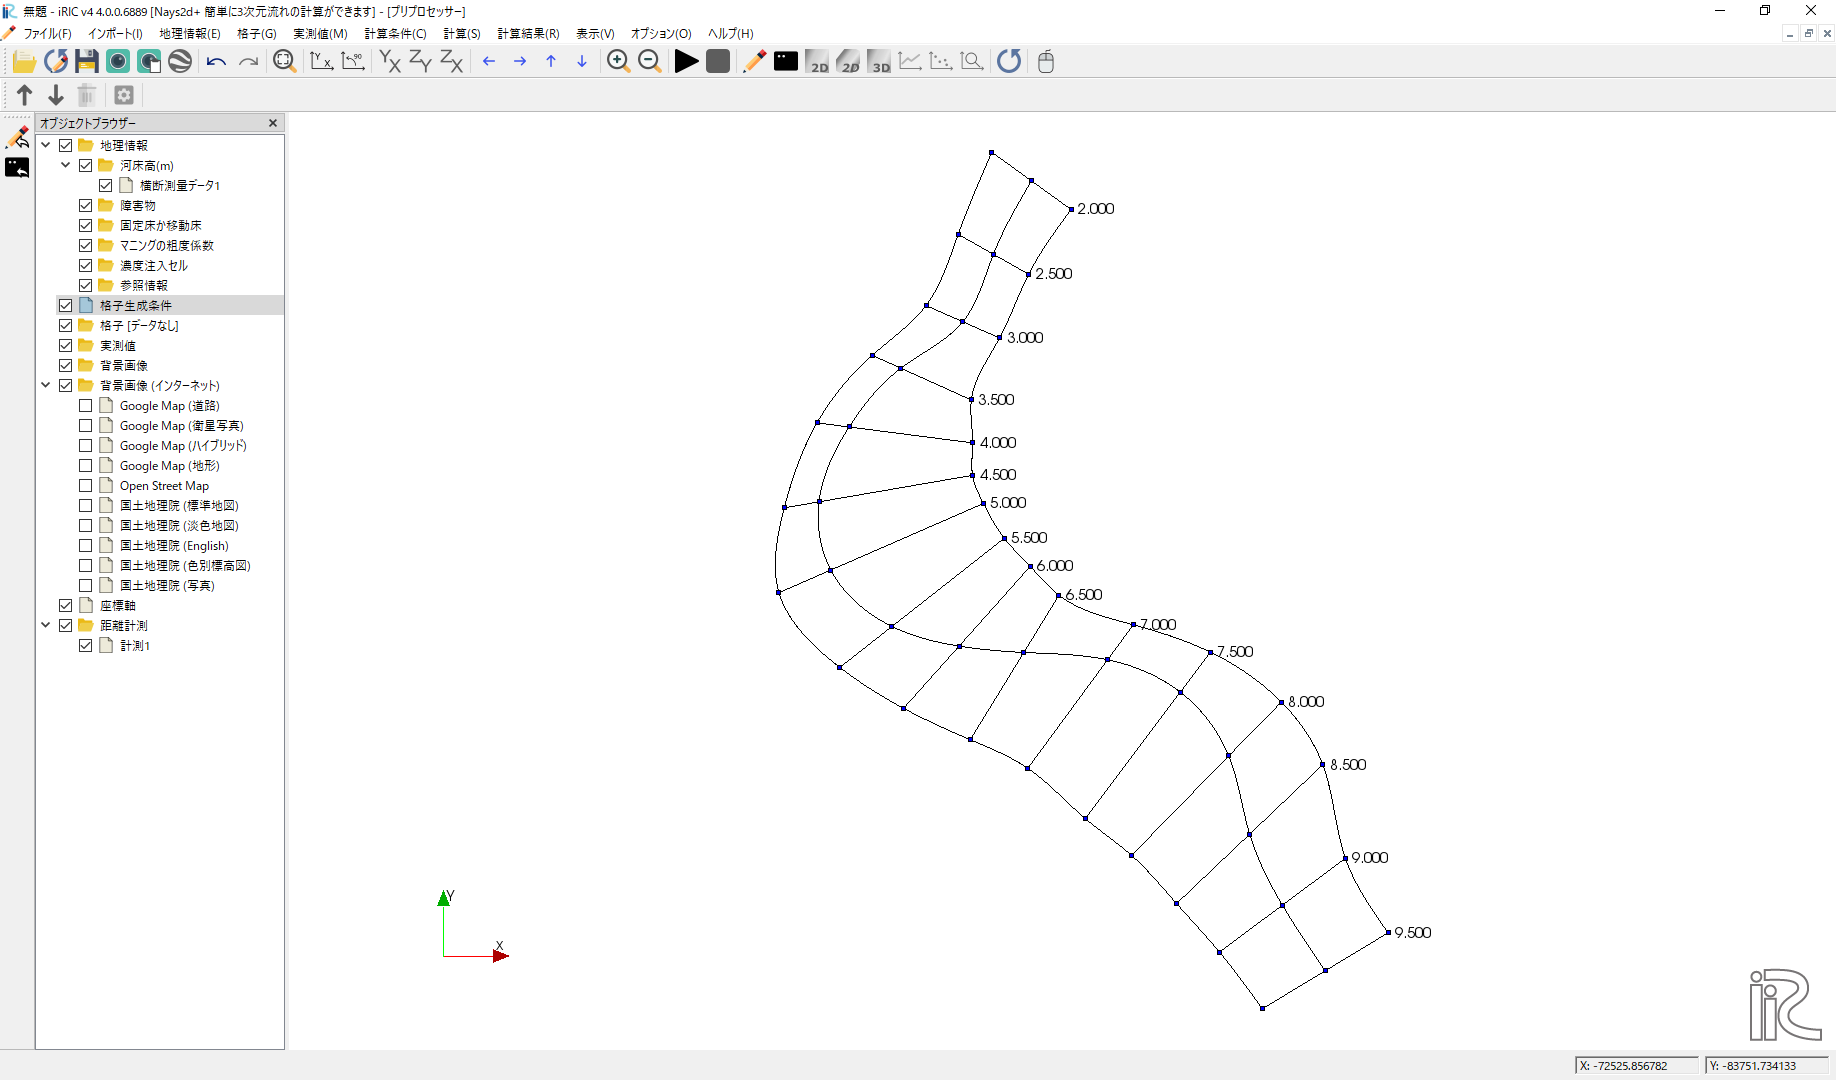 無題 - iRIC v4 4.0.0.6889 [Nays2d+ 簡単に3次元流れの計算ができます] - [プリプロセッサー]
ファイル(F) インポート(I) 地理情報(E) 格子(G) 実測値(M) 計算条件(C) 計算(S) 計算結果(R) 表示(V) オプション(O) ヘルプ(H)
Yx x, -90 YX ZY ZX 2D 2D 3D
オブジェクトブラウザー
地理情報
河床高(m)
横断測量データ1
障害物
固定床か移動床
マニングの粗度係数
濃度注入セル
参照情報
格子生成条件
格子 [データなし]
実測値
背景画像
背景画像 (インターネット)
Google Map (道路)
Google Map (衛星写真)
Google Map (ハイブリッド)
Google Map (地形)
Open Street Map
国土地理院 (標準地図)
国土地理院 (淡色地図)
国土地理院 (English)
国土地理院 (色別標高図)
国土地理院 (写真)
座標軸
距離計測
計測1
2.000
2.500
3.000
3.500
4.000
4.500
5.000
5.500
6.000
6.500
7.000
7.500
8.000
8.500
9.000
9.500
Y
X
iRIC
X: -72525.856782 Y: -83751.734133